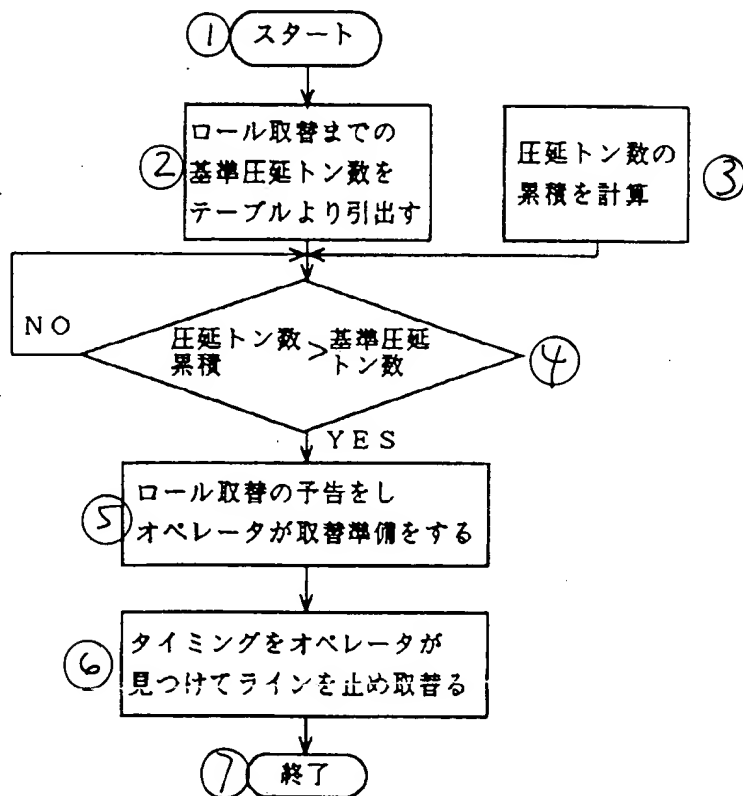 ① スタート
② ロール取替までの
基準圧延トン数を
テーブルより引出す
圧延トン数の
累積を計算
③
NO
圧延トン数
累積
>
基準圧延
トン数
④
YES
⑤ ロール取替の予告をし
オペレータが取替準備をする
⑥ タイミングをオペレータが
見つけてラインを止め取替る
⑦ 終了